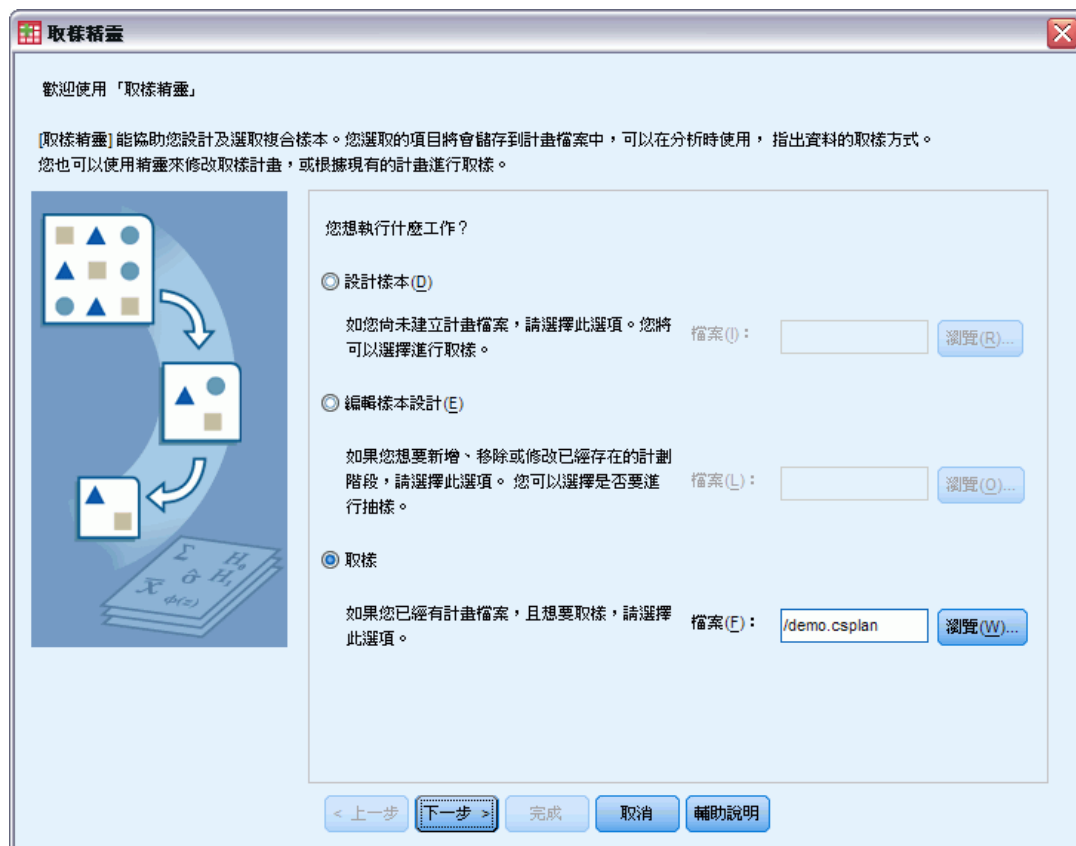 取樣精靈
歡迎使用「取樣精靈」
[取樣精靈] 能協助您設計及選取複合樣本。您選取的項目將會儲存到計畫檔案中，可以在分析時使用， 指出資料的取樣方式。
您也可以使用精靈來修改取樣計畫，或根據現有的計畫進行取樣。
您想執行什麼工作？
設計樣本(D)
如您尚未建立計畫檔案，請選擇此選項。您將
可以選擇進行取樣。
檔案(I)：
瀏覽(R)...
編輯樣本設計(E)
如果您想要新增、移除或修改已經存在的計劃
階段，請選擇此選項。 您可以選擇是否要進
行抽樣。
檔案(L)：
瀏覽(O)...
取樣
如果您已經有計畫檔案，且想要取樣，請選擇
此選項。
檔案(F)：
/demo.csplan
瀏覽(W)...
Σ H₀
X̄ σ̂ H₁
ϕ(z)
< 上一步 下一步 > 完成 取消 輔助說明